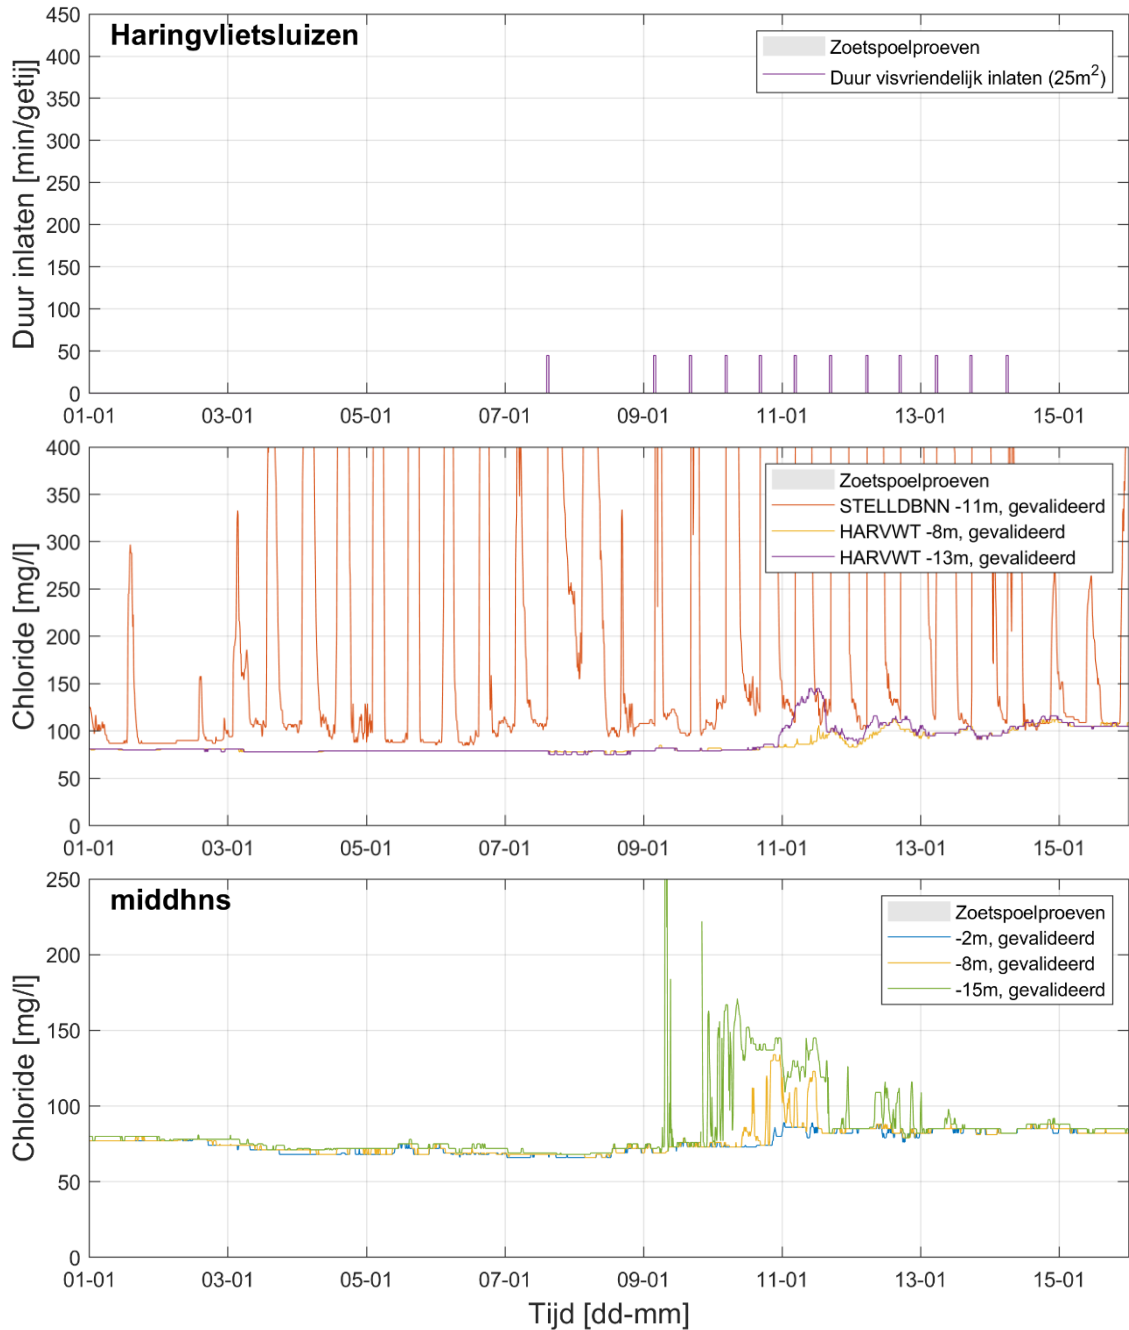 Haringvlietsluizen
Duur inlaten [min/getij]
450
400
350
300
250
200
150
100
50
0
Zoetspoelproeven
Duur visvriendelijk inlaten (25m²)
01-01 03-01 05-01 07-01 09-01 11-01 13-01 15-01
Chloride [mg/l]
400
350
300
250
200
150
100
50
0
Zoetspoelproeven
STELLDBNN -11m, gevalideerd
HARVWT -8m, gevalideerd
HARVWT -13m, gevalideerd
01-01 03-01 05-01 07-01 09-01 11-01 13-01 15-01
middhns
Chloride [mg/l]
250
200
150
100
50
0
Zoetspoelproeven
-2m, gevalideerd
-8m, gevalideerd
-15m, gevalideerd
01-01 03-01 05-01 07-01 09-01 11-01 13-01 15-01
Tijd [dd-mm]